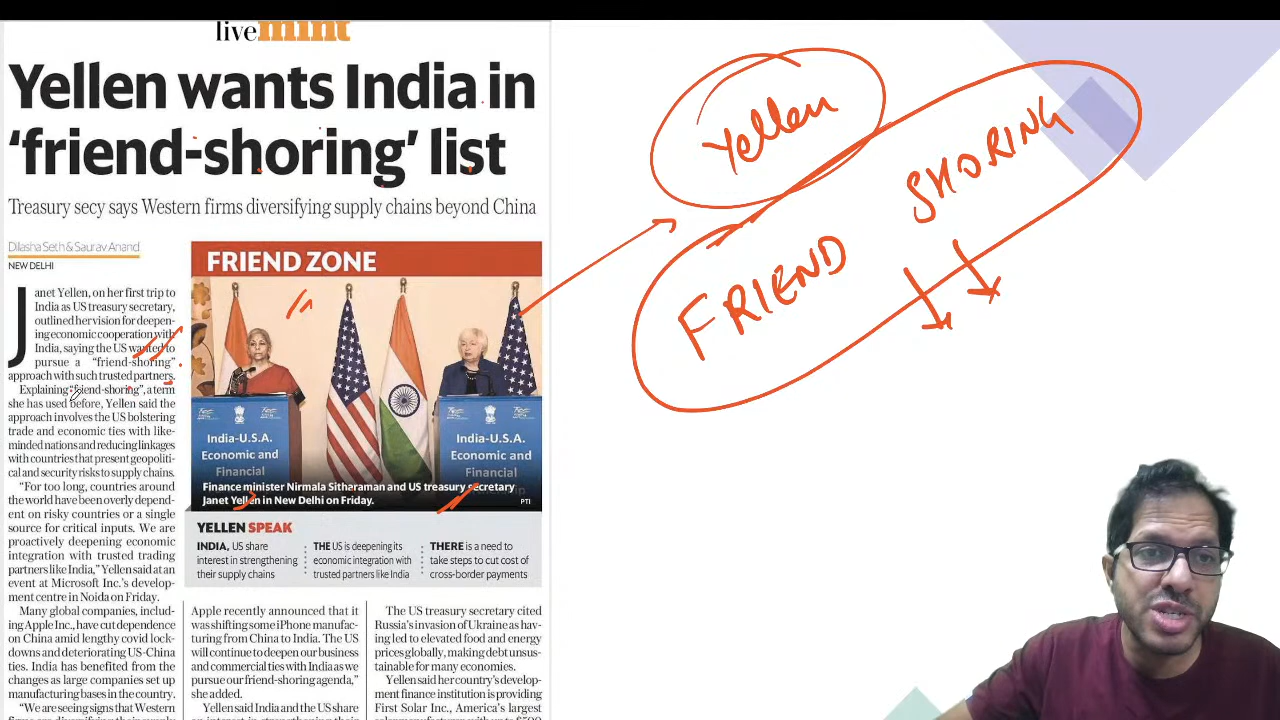 livemint
Yellen wants India in
‘friend-shoring’ list
Treasury secy says Western firms diversifying supply chains beyond China
Dilasha Seth & Saurav Anand
NEW DELHI
Janet Yellen, on her first trip to
India as US treasury secretary,
outlined her vision for deepen-
ing economic cooperation with
India, saying the US wanted to
pursue a “friend-shoring”
approach with such trusted partners.
Explaining “friend-shoring”, a term
she has used before, Yellen said the
approach involves the US bolstering
trade and economic ties with like-
minded nations and reducing linkages
with countries that present geopoliti-
cal and security risks to supply chains.
“For too long, countries around
the world have been overly depend-
ent on risky countries or a single
source for critical inputs. We are
proactively deepening economic
integration with trusted trading
partners like India,” Yellen said at an
event at Microsoft Inc.’s develop-
ment centre in Noida on Friday.
Many global companies, includ-
ing Apple Inc., have cut dependence
on China amid lengthy covid lock-
downs and deteriorating US-China
ties. India has benefited from the
changes as large companies set up
manufacturing bases in the country.
“We are seeing signs that Western
FRIEND ZONE
India-U.S.A.
Economic and
Financial
India-U.S.A.
Economic and
Financial
Finance minister Nirmala Sitharaman and US treasury secretary
Janet Yellen in New Delhi on Friday.
PTI
YELLEN SPEAK
INDIA, US share
interest in strengthening
their supply chains
THE US is deepening its
economic integration with
trusted partners like India
THERE is a need to
take steps to cut cost of
cross-border payments
Apple recently announced that it
was shifting some iPhone manufac-
turing from China to India. The US
will continue to deepen our business
and commercial ties with India as we
pursue our friend-shoring agenda,”
she added.
Yellen said India and the US share
The US treasury secretary cited
Russia’s invasion of Ukraine as hav-
ing led to elevated food and energy
prices globally, making debt unsus-
tainable for many economies.
Yellen said her country’s develop-
ment finance institution is providing
First Solar Inc., America’s largest
Yellen
FRIEND SHORING